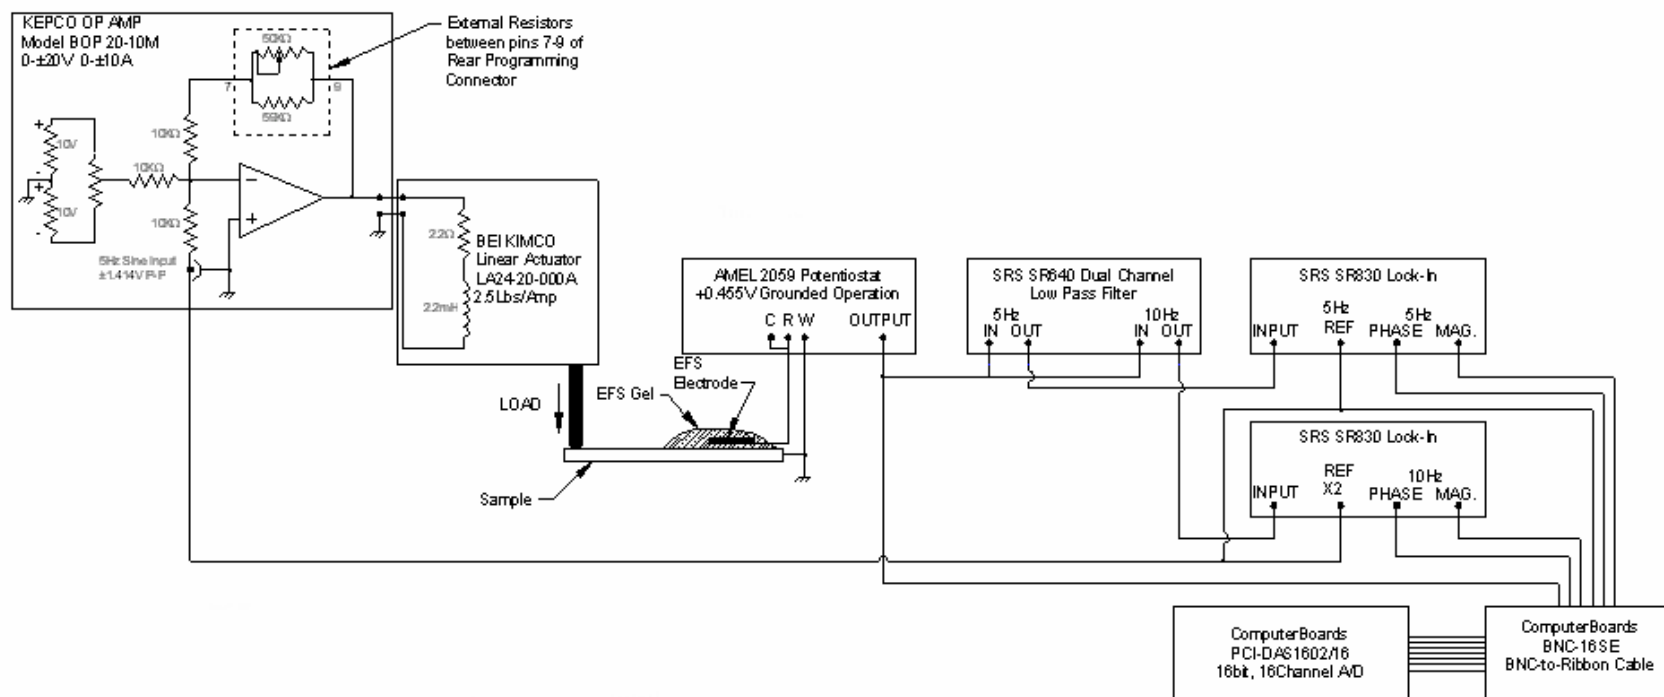 KEPCO OP AMP
Model BOP 20-10M
0-±20V 0-±10A
External Resistors
between pins 7-9 of
Rear Programming
Connector
50KΩ
7
9
59KΩ
10KΩ
+
10V
-
+
10V
-
10KΩ
10KΩ
-
+
5Hz Sine Input
±1.414V P-P
2.2Ω
2.2mH
BEI KIMCO
Linear Actuator
LA24-20-000A
2.5Lbs/Amp
LOAD
EFS Gel
EFS
Electrode
Sample
AMEL 2059 Potentiostat
+0.455V Grounded Operation
C R W OUTPUT
SRS SR640 Dual Channel
Low Pass Filter
5Hz 10Hz
IN OUT IN OUT
SRS SR830 Lock-In
5Hz 5Hz
INPUT REF PHASE MAG.
SRS SR830 Lock-In
REF 10Hz
INPUT X2 PHASE MAG.
ComputerBoards
PCI-DAS1602/16
16bit, 16Channel A/D
ComputerBoards
BNC-16SE
BNC-to-Ribbon Cable